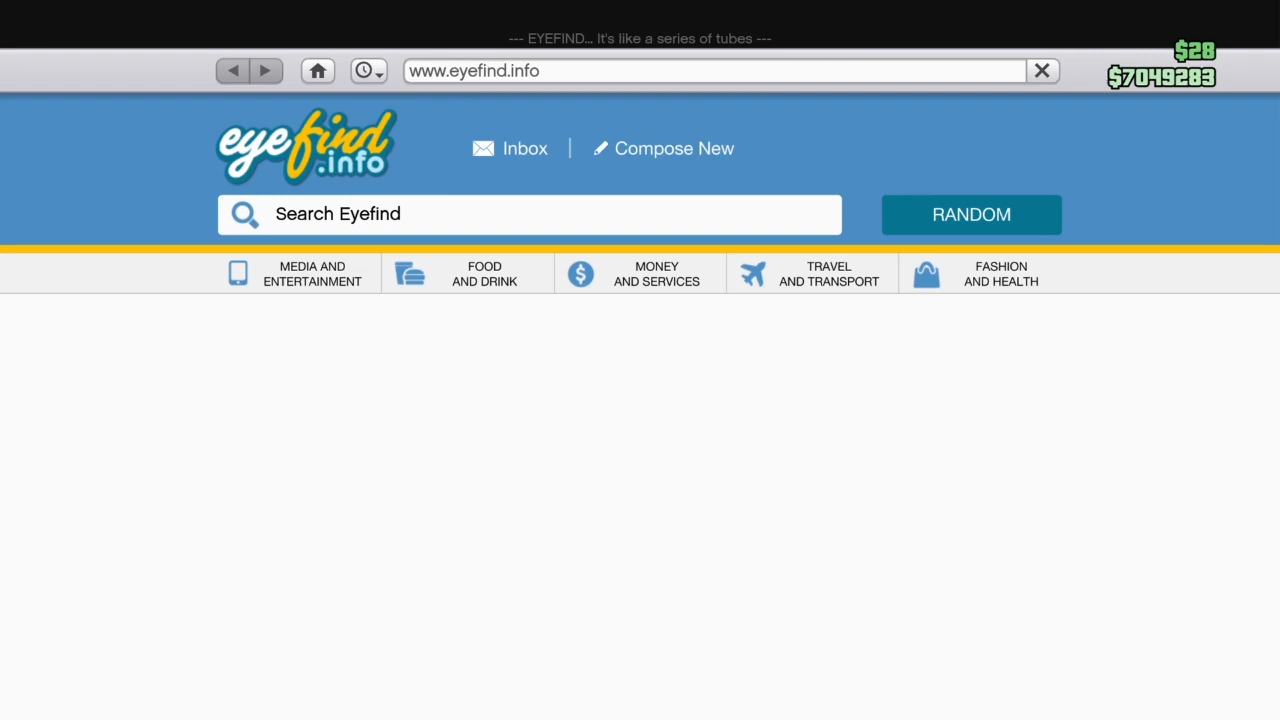 --- EYEFIND... It's like a series of tubes ---
$28
www.eyefind.info
$7049283
eyefind
.info
Inbox | Compose New
Search Eyefind
RANDOM
MEDIA AND
ENTERTAINMENT
FOOD
AND DRINK
MONEY
AND SERVICES
TRAVEL
AND TRANSPORT
FASHION
AND HEALTH